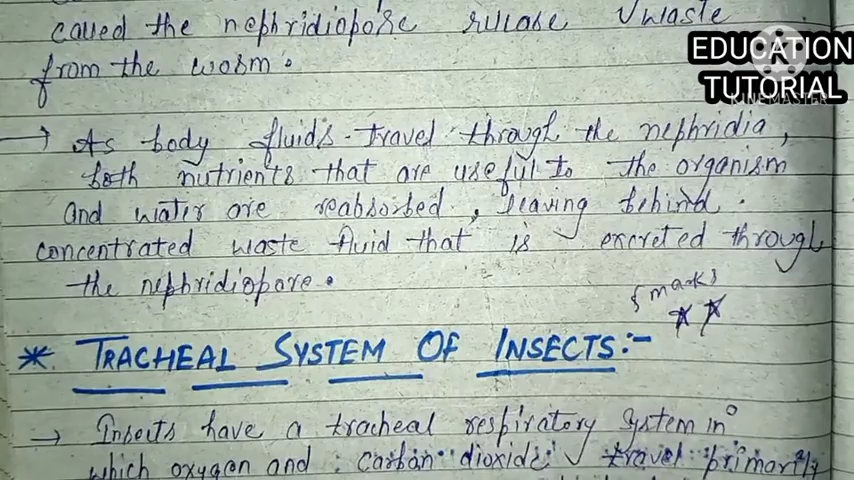 called the nephridiopore release waste
from the worm.
EDUCATION
TUTORIAL
KINEMASTER
→ As body fluids travel through the nephridia,
both nutrients that are useful to the organism
and water are reabsorbed, leaving behind
concentrated waste fluid that is excreted through
the nephridiopore.
5 marks
* TRACHEAL SYSTEM OF INSECTS:-
→ Insects have a tracheal respiratory system in
which oxygen and carbon dioxide travel primarily